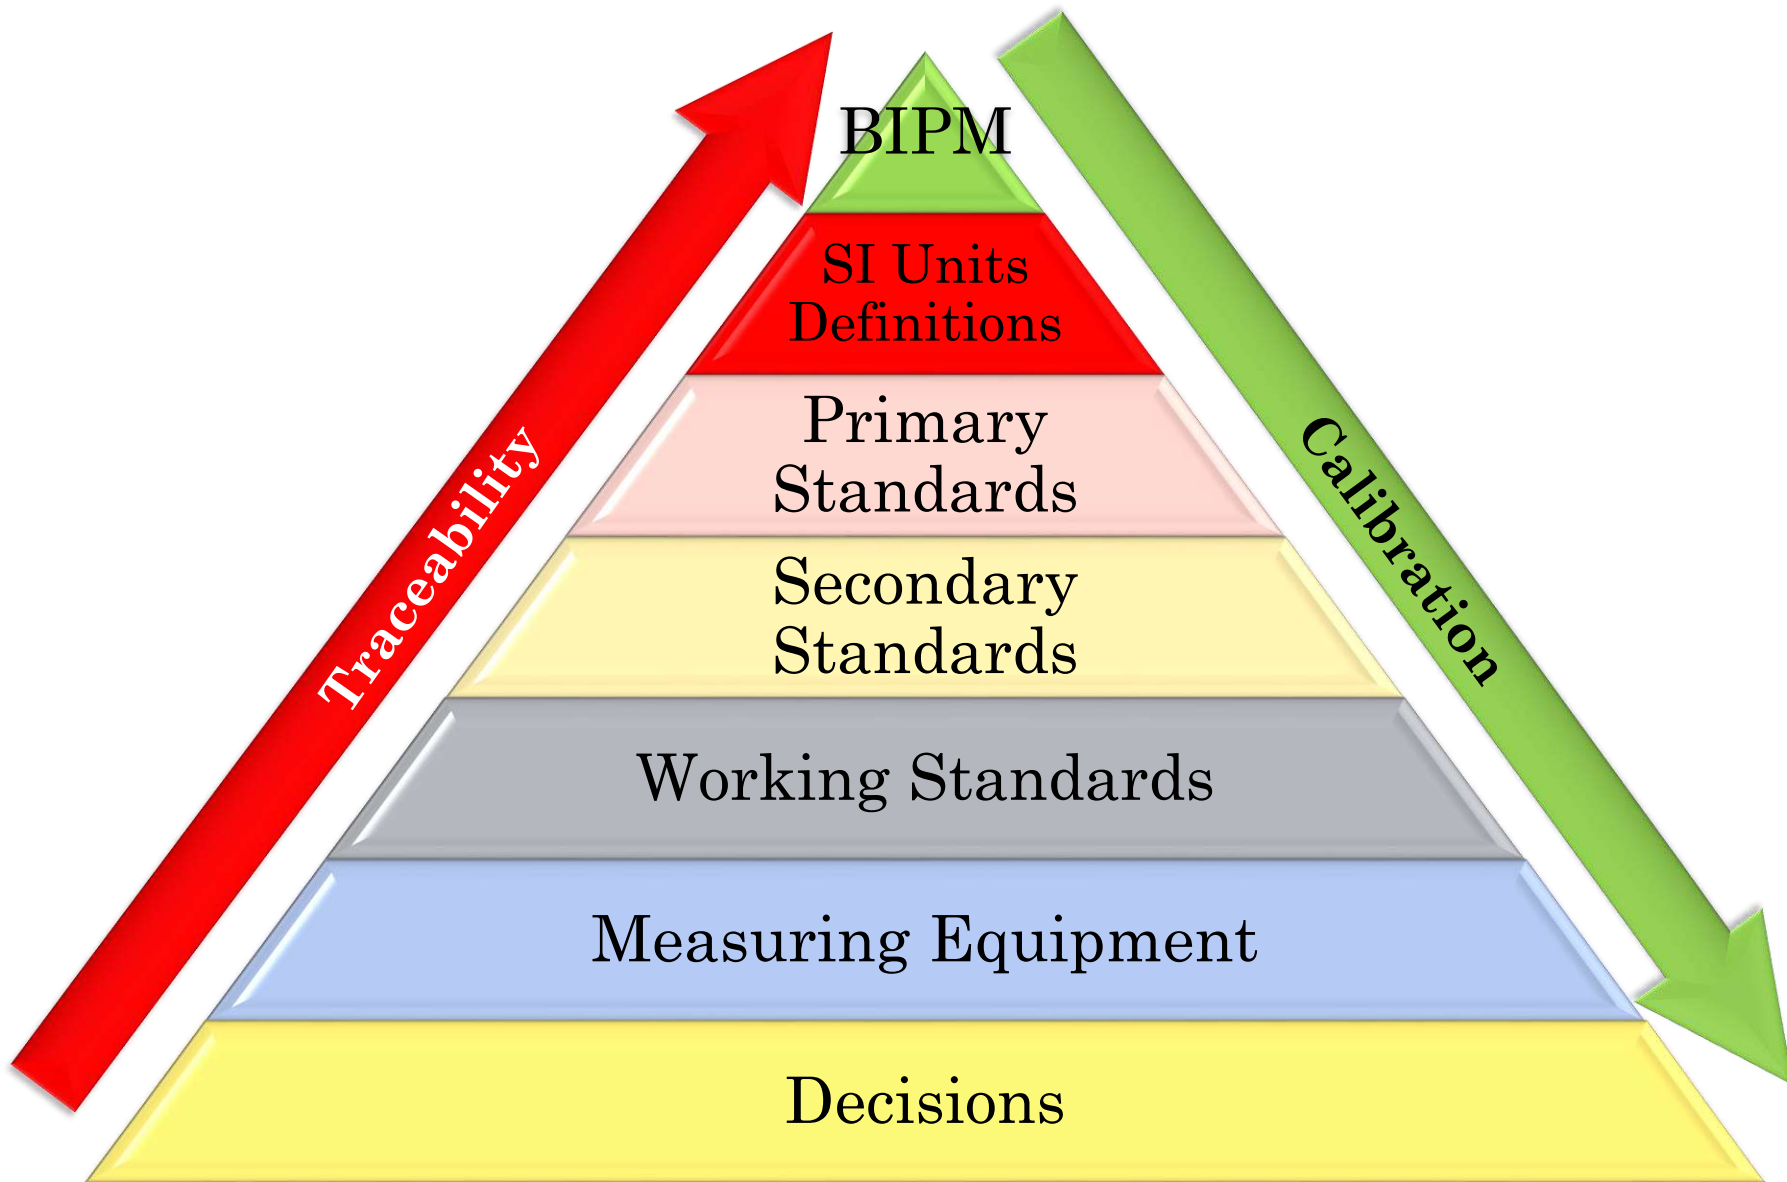 BIPM
SI Units
Definitions
Primary
Standards
Secondary
Standards
Working Standards
Measuring Equipment
Decisions
Traceability
Calibration